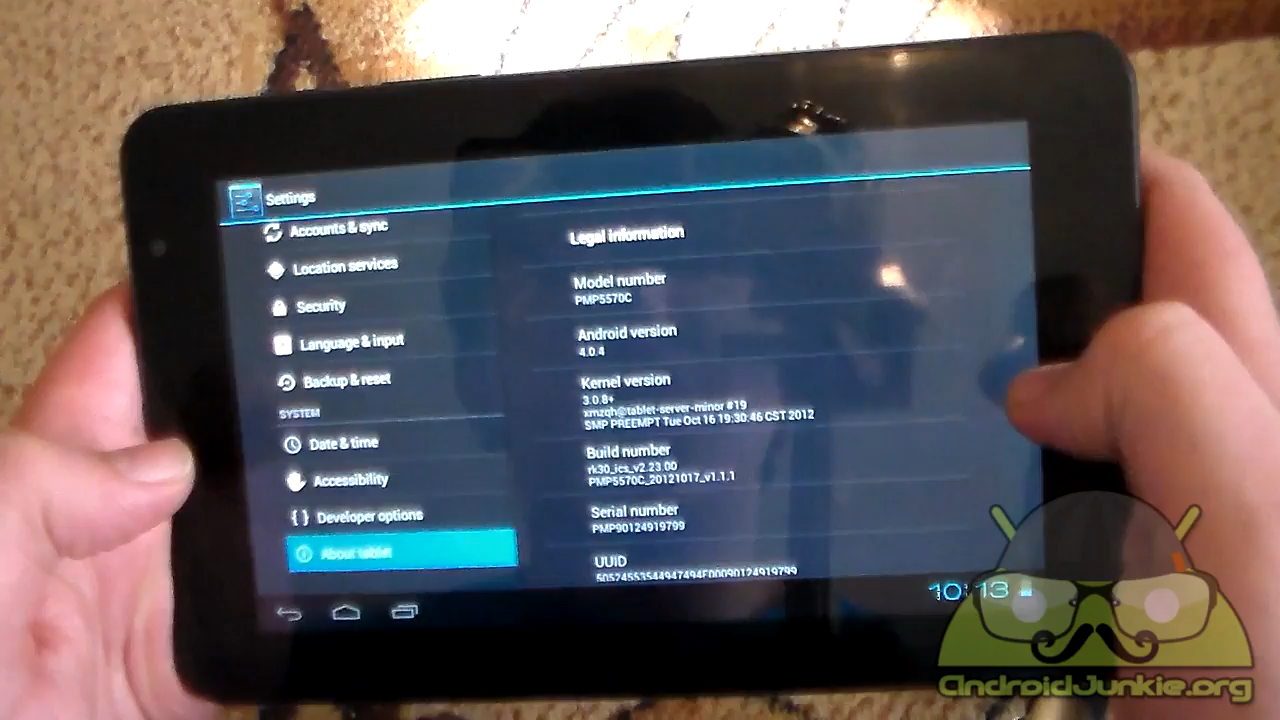 Settings
Accounts & sync
Location services
Security
Language & input
Backup & reset
SYSTEM
Date & time
Accessibility
Developer options
About tablet
Legal information
Model number
PMP5570C
Android version
4.0.4
Kernel version
3.0.8+
xmzqh@tablet-server-minor #19
SMP PREEMPT Tue Oct 16 19:30:46 CST 2012
Build number
rk30_ics_v2.23.00
PMP5570C_20121017_v1.1.1
Serial number
PMP90124919799
UUID
10:13
AndroidJunkie.org